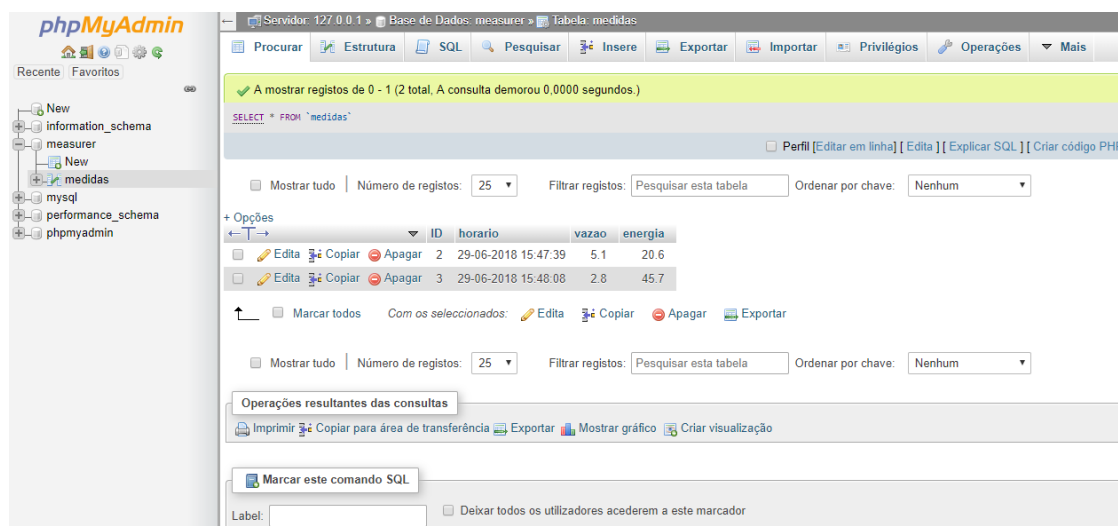 phpMyAdmin
Recente Favoritos
New
information_schema
measurer
New
medidas
mysql
performance_schema
phpmyadmin
Servidor: 127.0.0.1 » Base de Dados: measurer » Tabela: medidas
Procurar Estrutura SQL Pesquisar Insere Exportar Importar Privilégios Operações Mais
A mostrar registos de 0 - 1 (2 total, A consulta demorou 0,0000 segundos.)
SELECT * FROM `medidas`
Perfil [Editar em linha] [ Edita ] [ Explicar SQL ] [ Criar código PHP
Mostrar tudo Número de registos: 25 Filtrar registos: Pesquisar esta tabela Ordenar por chave: Nenhum
+ Opções
←T→ ID horario vazao energia
Edita Copiar Apagar 2 29-06-2018 15:47:39 5.1 20.6
Edita Copiar Apagar 3 29-06-2018 15:48:08 2.8 45.7
Marcar todos Com os seleccionados: Edita Copiar Apagar Exportar
Mostrar tudo Número de registos: 25 Filtrar registos: Pesquisar esta tabela Ordenar por chave: Nenhum
Operações resultantes das consultas
Imprimir Copiar para área de transferência Exportar Mostrar gráfico Criar visualização
Marcar este comando SQL
Label: Deixar todos os utilizadores acederem a este marcador